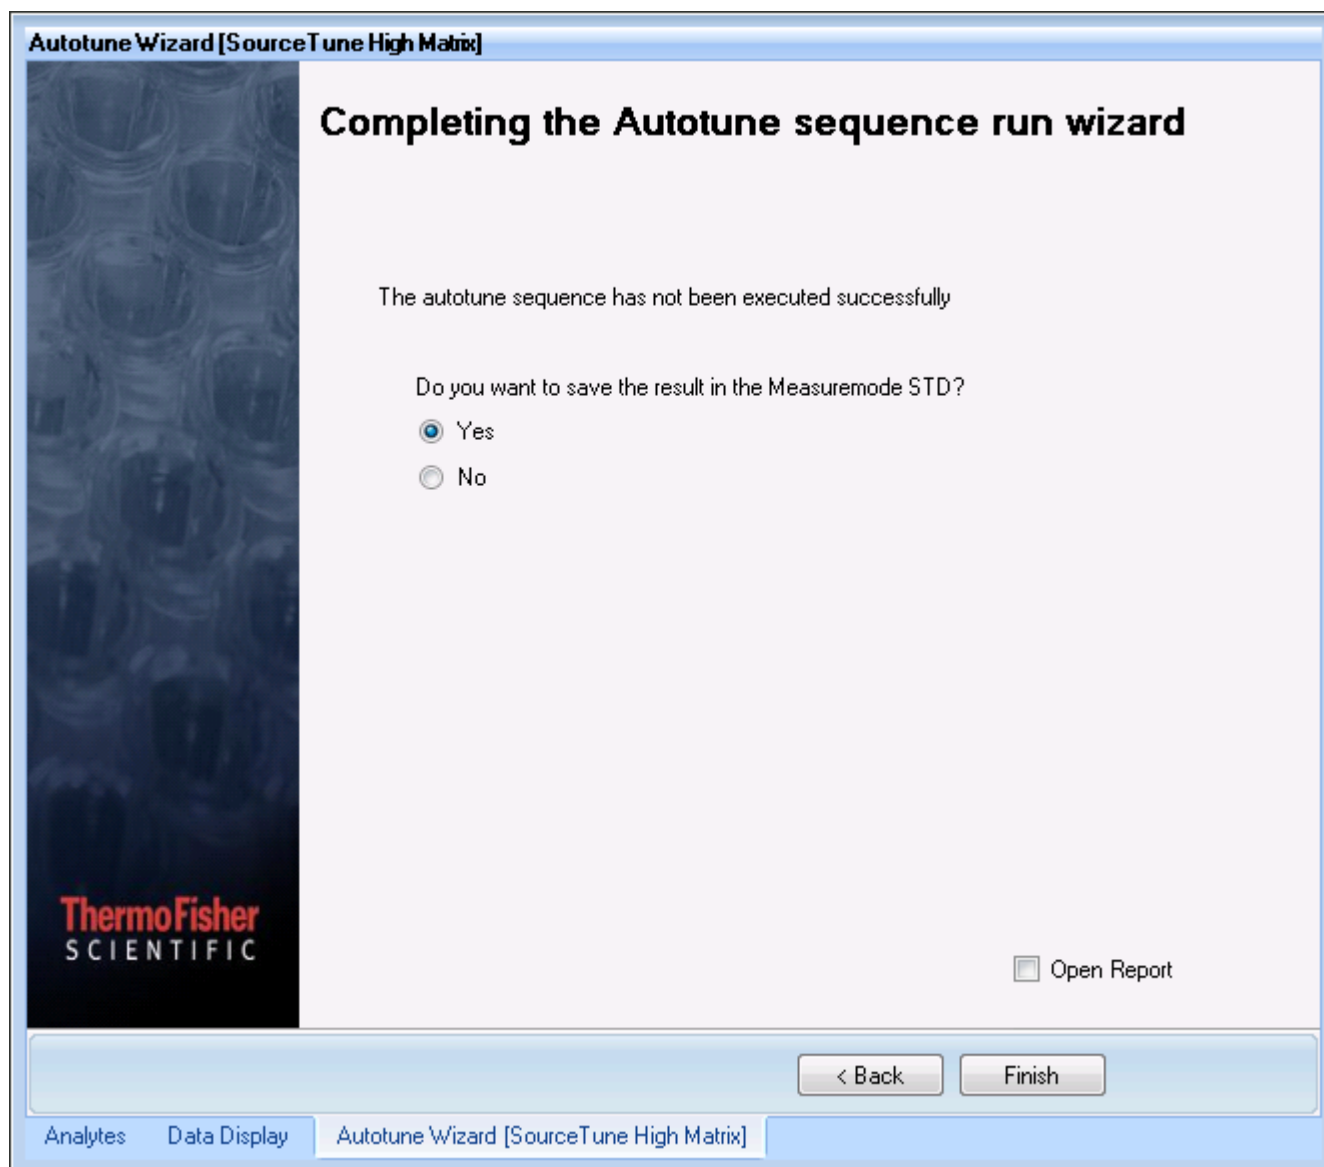 Autotune Wizard [SourceTune High Matrix]
Completing the Autotune sequence run wizard
The autotune sequence has not been executed successfully
Do you want to save the result in the Measuremode STD?
Yes
No
ThermoFisher
SCIENTIFIC
Open Report
< Back
Finish
Analytes
Data Display
Autotune Wizard [SourceTune High Matrix]